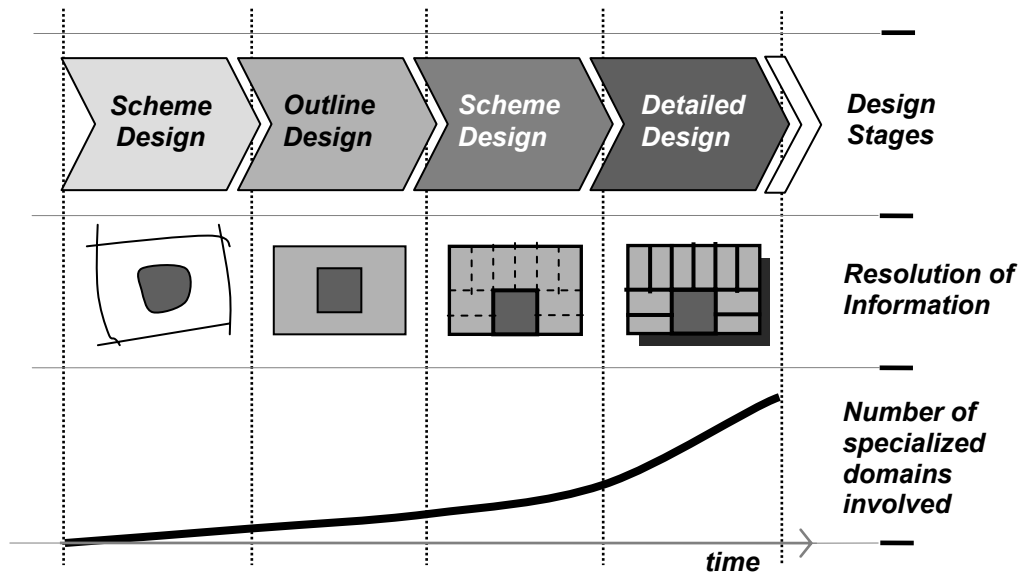 Scheme
Design
Outline
Design
Scheme
Design
Detailed
Design
Design
Stages
Resolution of
Information
Number of
specialized
domains
involved
time